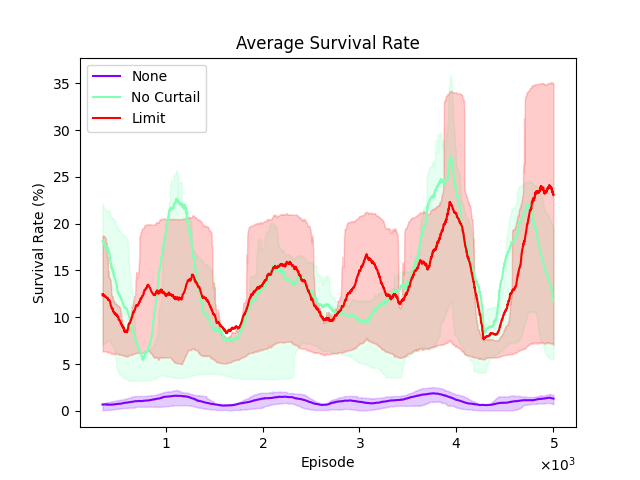 Average Survival Rate
None
No Curtail
Limit
Survival Rate (%)
35
30
25
20
15
10
5
0
1
2
3
4
5
Episode
×10³